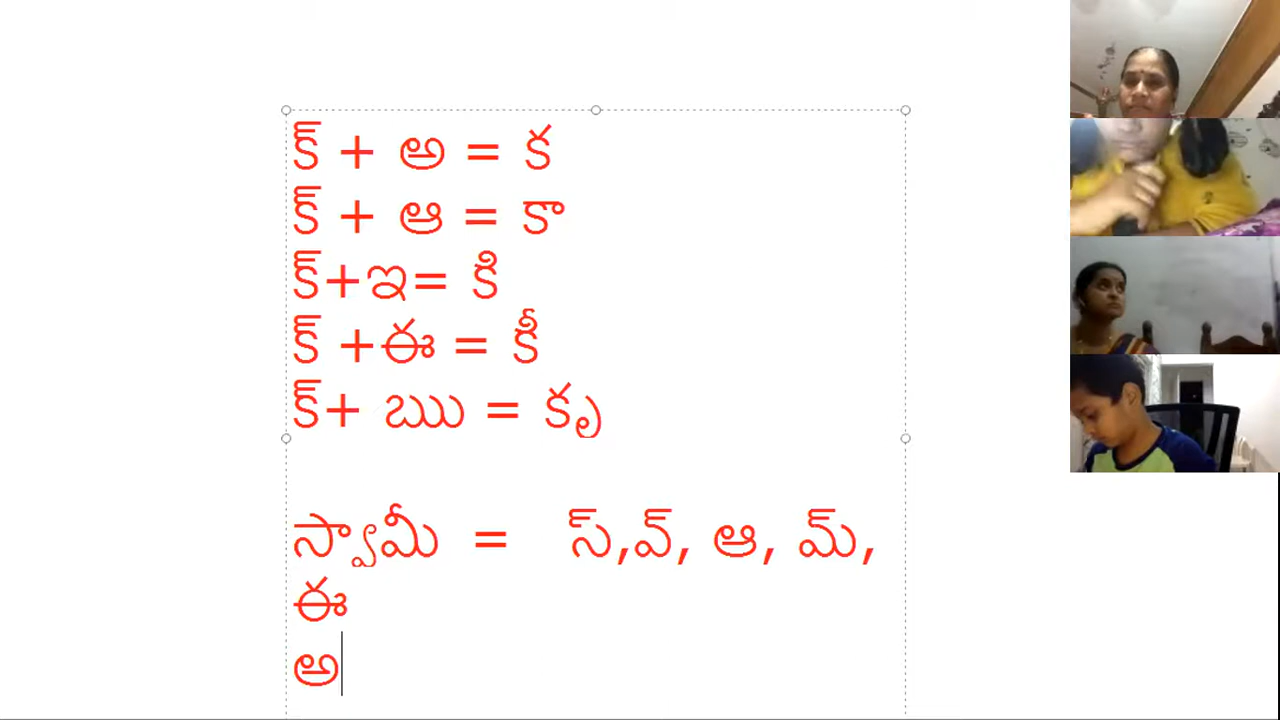 క్ + అ = క
క్ + ఆ = కా
క్+ఇ= కి
క్ +ఈ = కీ
క్+ ఋ = కృ
స్వామీ = స్,వ్, ఆ, మ్,
ఈ
అ